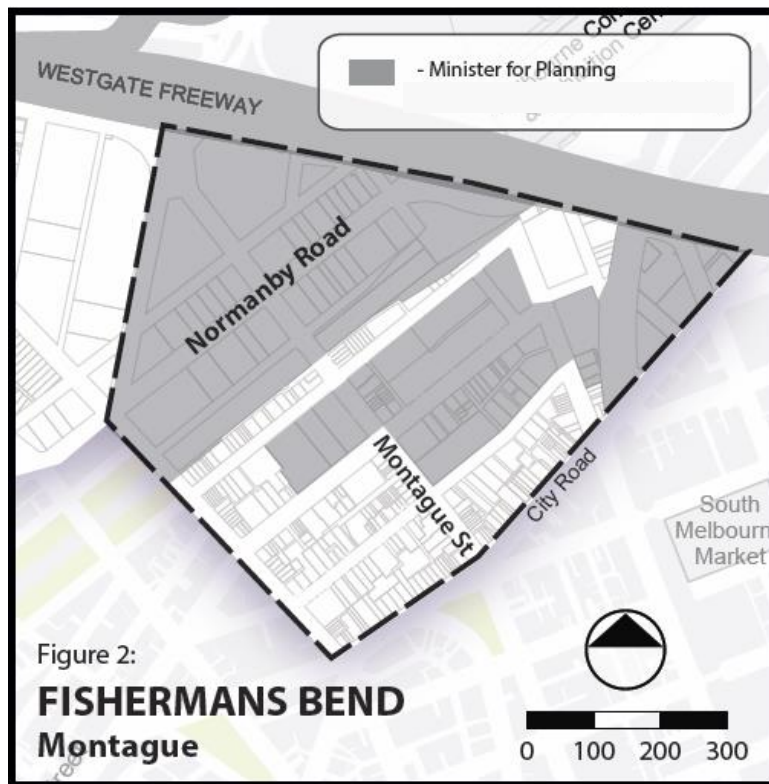 WESTGATE FREEWAY
- Minister for Planning
Normanby Road
Montague St
City Road
South
Melbourn
Market
Figure 2:
FISHERMANS BEND
Montague
0 100 200 300